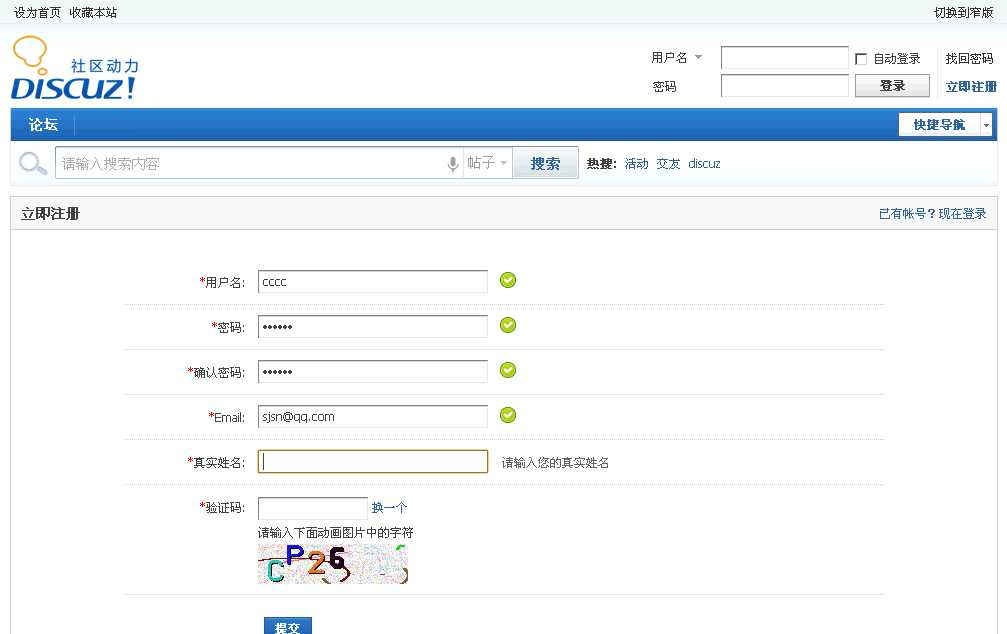 设为首页 收藏本站 切换到窄版
社区动力
DISCUZ!
用户名 自动登录 找回密码
密码 登录 立即注册
论坛 快捷导航
请输入搜索内容 帖子 搜索 热搜: 活动 交友 discuz
立即注册 已有帐号?现在登录
*用户名: cccc
*密码: ••••••
*确认密码: ••••••
*Email: sjsn@qq.com
*真实姓名: 请输入您的真实姓名
*验证码: 换一个
请输入下面动画图片中的字符
CP26
提交